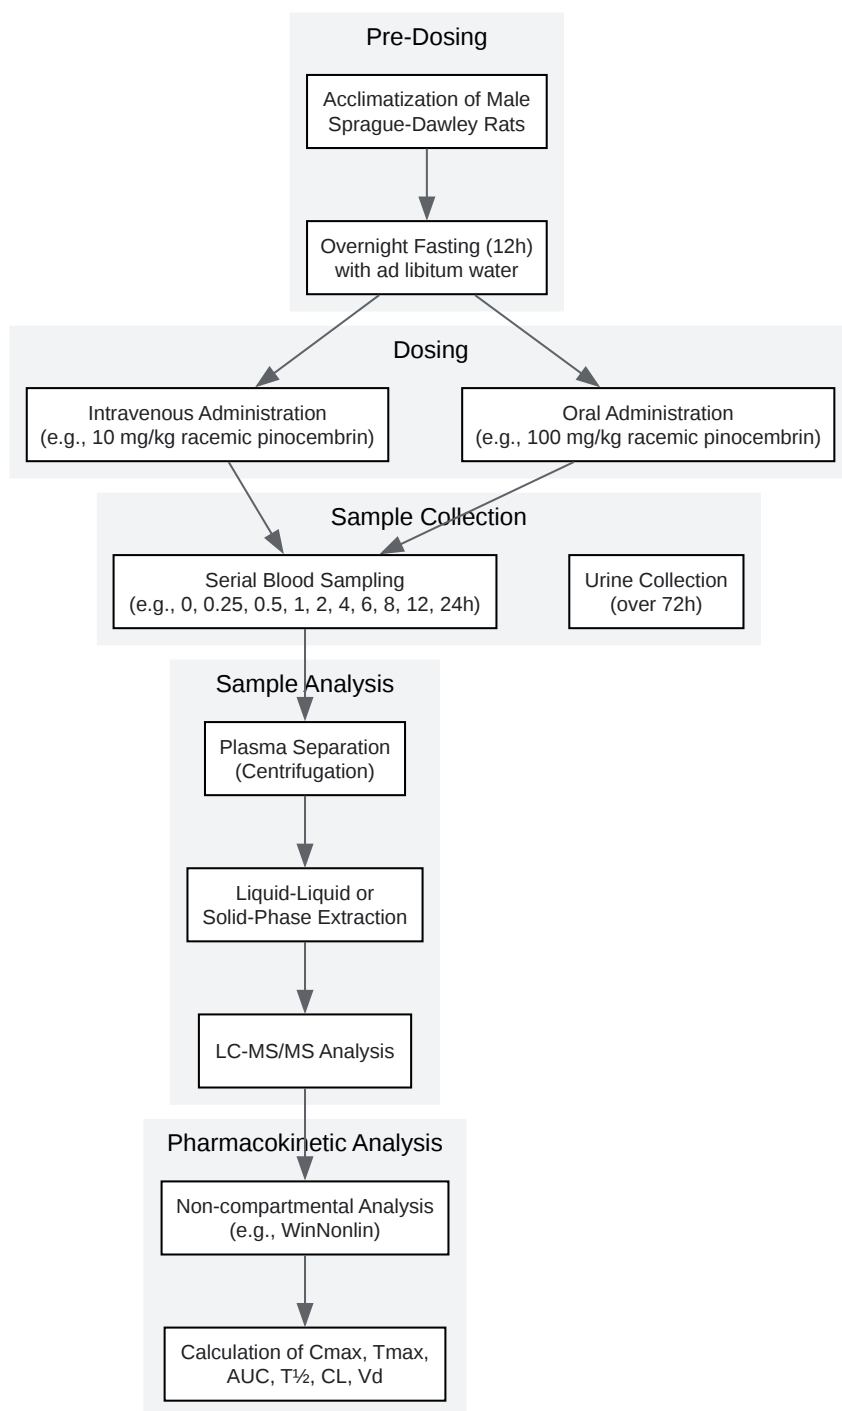 Pre-Dosing
Acclimatization of Male
Sprague-Dawley Rats
Overnight Fasting (12h)
with ad libitum water
Dosing
Intravenous Administration
(e.g., 10 mg/kg racemic pinocembrin)
Oral Administration
(e.g., 100 mg/kg racemic pinocembrin)
Sample Collection
Serial Blood Sampling
(e.g., 0, 0.25, 0.5, 1, 2, 4, 6, 8, 12, 24h)
Urine Collection
(over 72h)
Sample Analysis
Plasma Separation
(Centrifugation)
Liquid-Liquid or
Solid-Phase Extraction
LC-MS/MS Analysis
Pharmacokinetic Analysis
Non-compartmental Analysis
(e.g., WinNonlin)
Calculation of Cmax, Tmax,
AUC, T½, CL, Vd